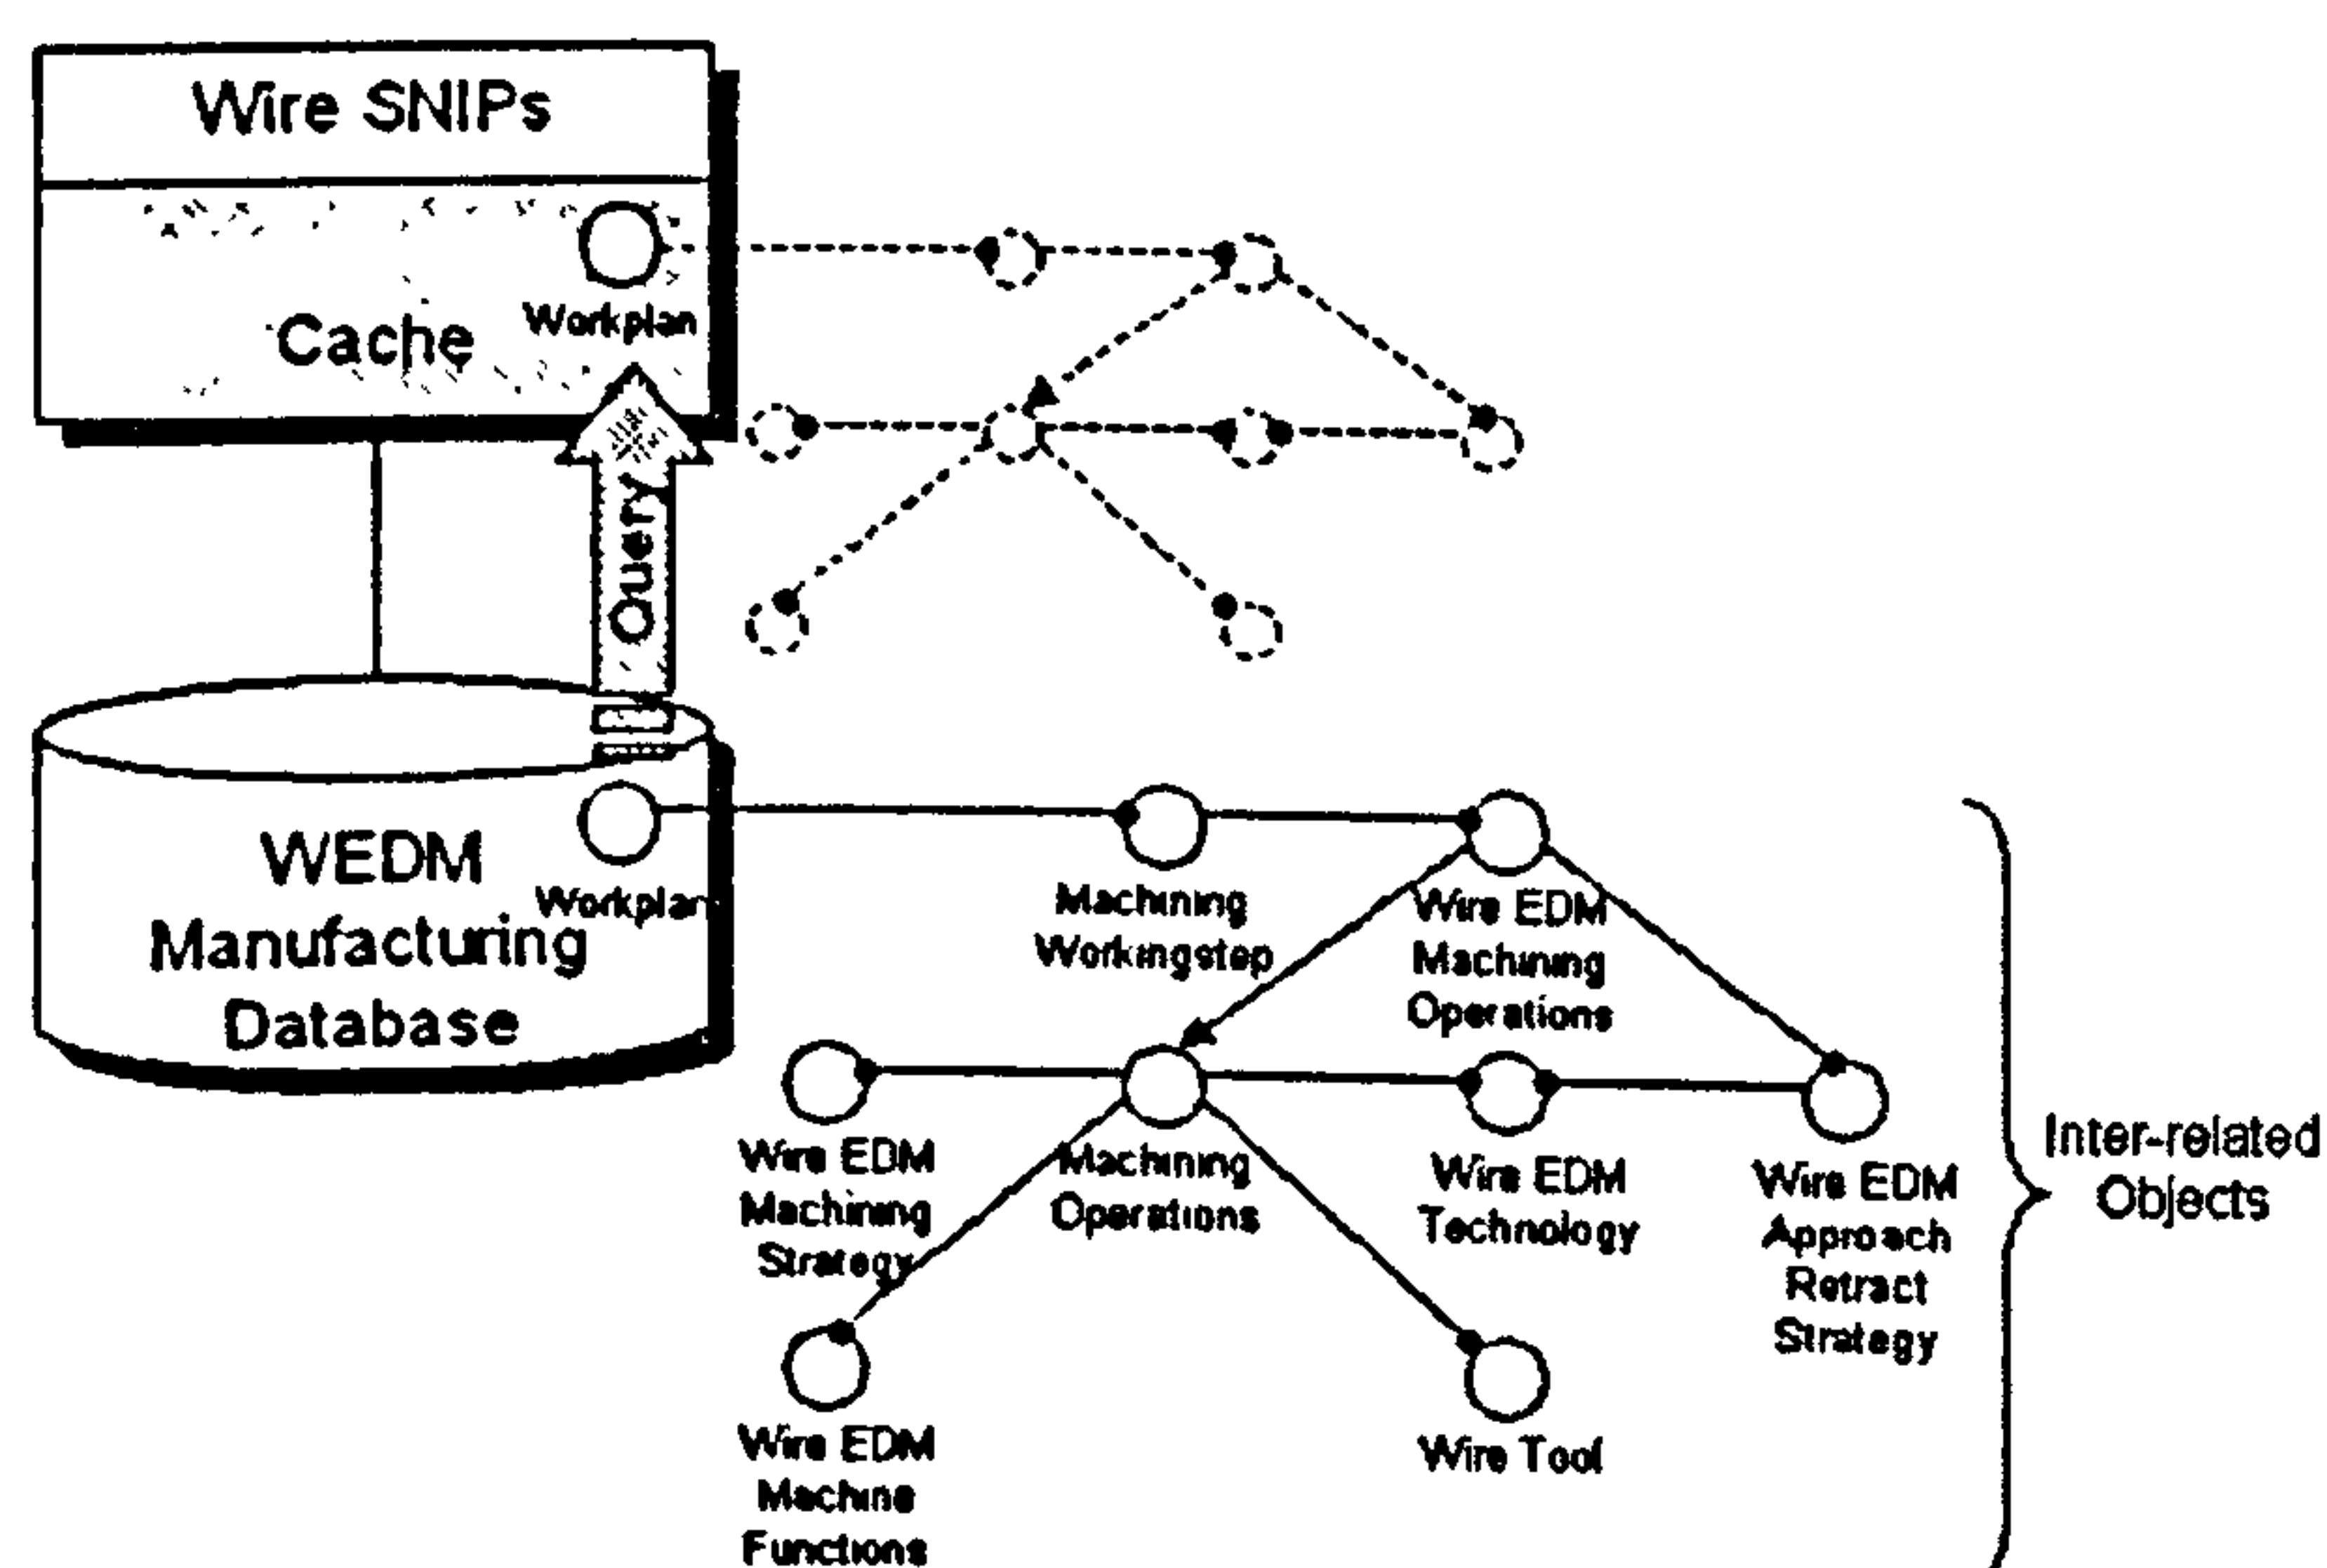 Wire SNIPs
Workplan
Cache
Query
WEDM
Manufacturing
Database
Workplan
Machining
Workingstep
Wire EDM
Machining
Operations
Wire EDM
Machining
Strategy
Machining
Operations
Wire EDM
Technology
Wire EDM
Approach
Retract
Strategy
Inter-related
Objects
Wire EDM
Machine
Functions
Wire Tool